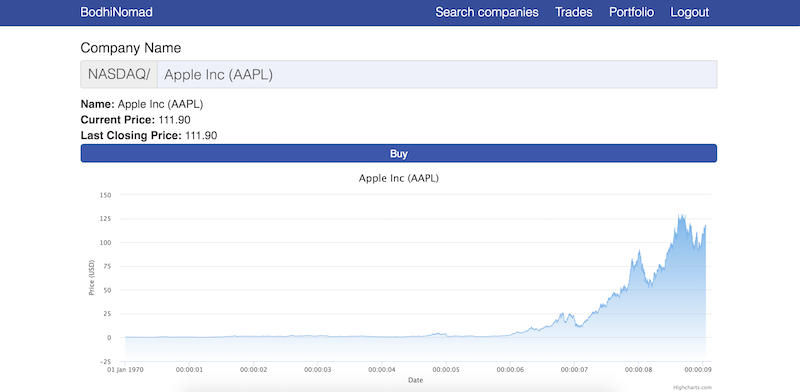 BodhiNomad Search companies Trades Portfolio Logout
Company Name
NASDAQ/ Apple Inc (AAPL)
Name: Apple Inc (AAPL)
Current Price: 111.90
Last Closing Price: 111.90
Buy
Apple Inc (AAPL)
150
125
100
75
50
25
0
-25
Price (USD)
01 Jan 1970 00:00:01 00:00:02 00:00:03 00:00:04 00:00:05 00:00:06 00:00:07 00:00:08 00:00:09
Date
Highcharts.com